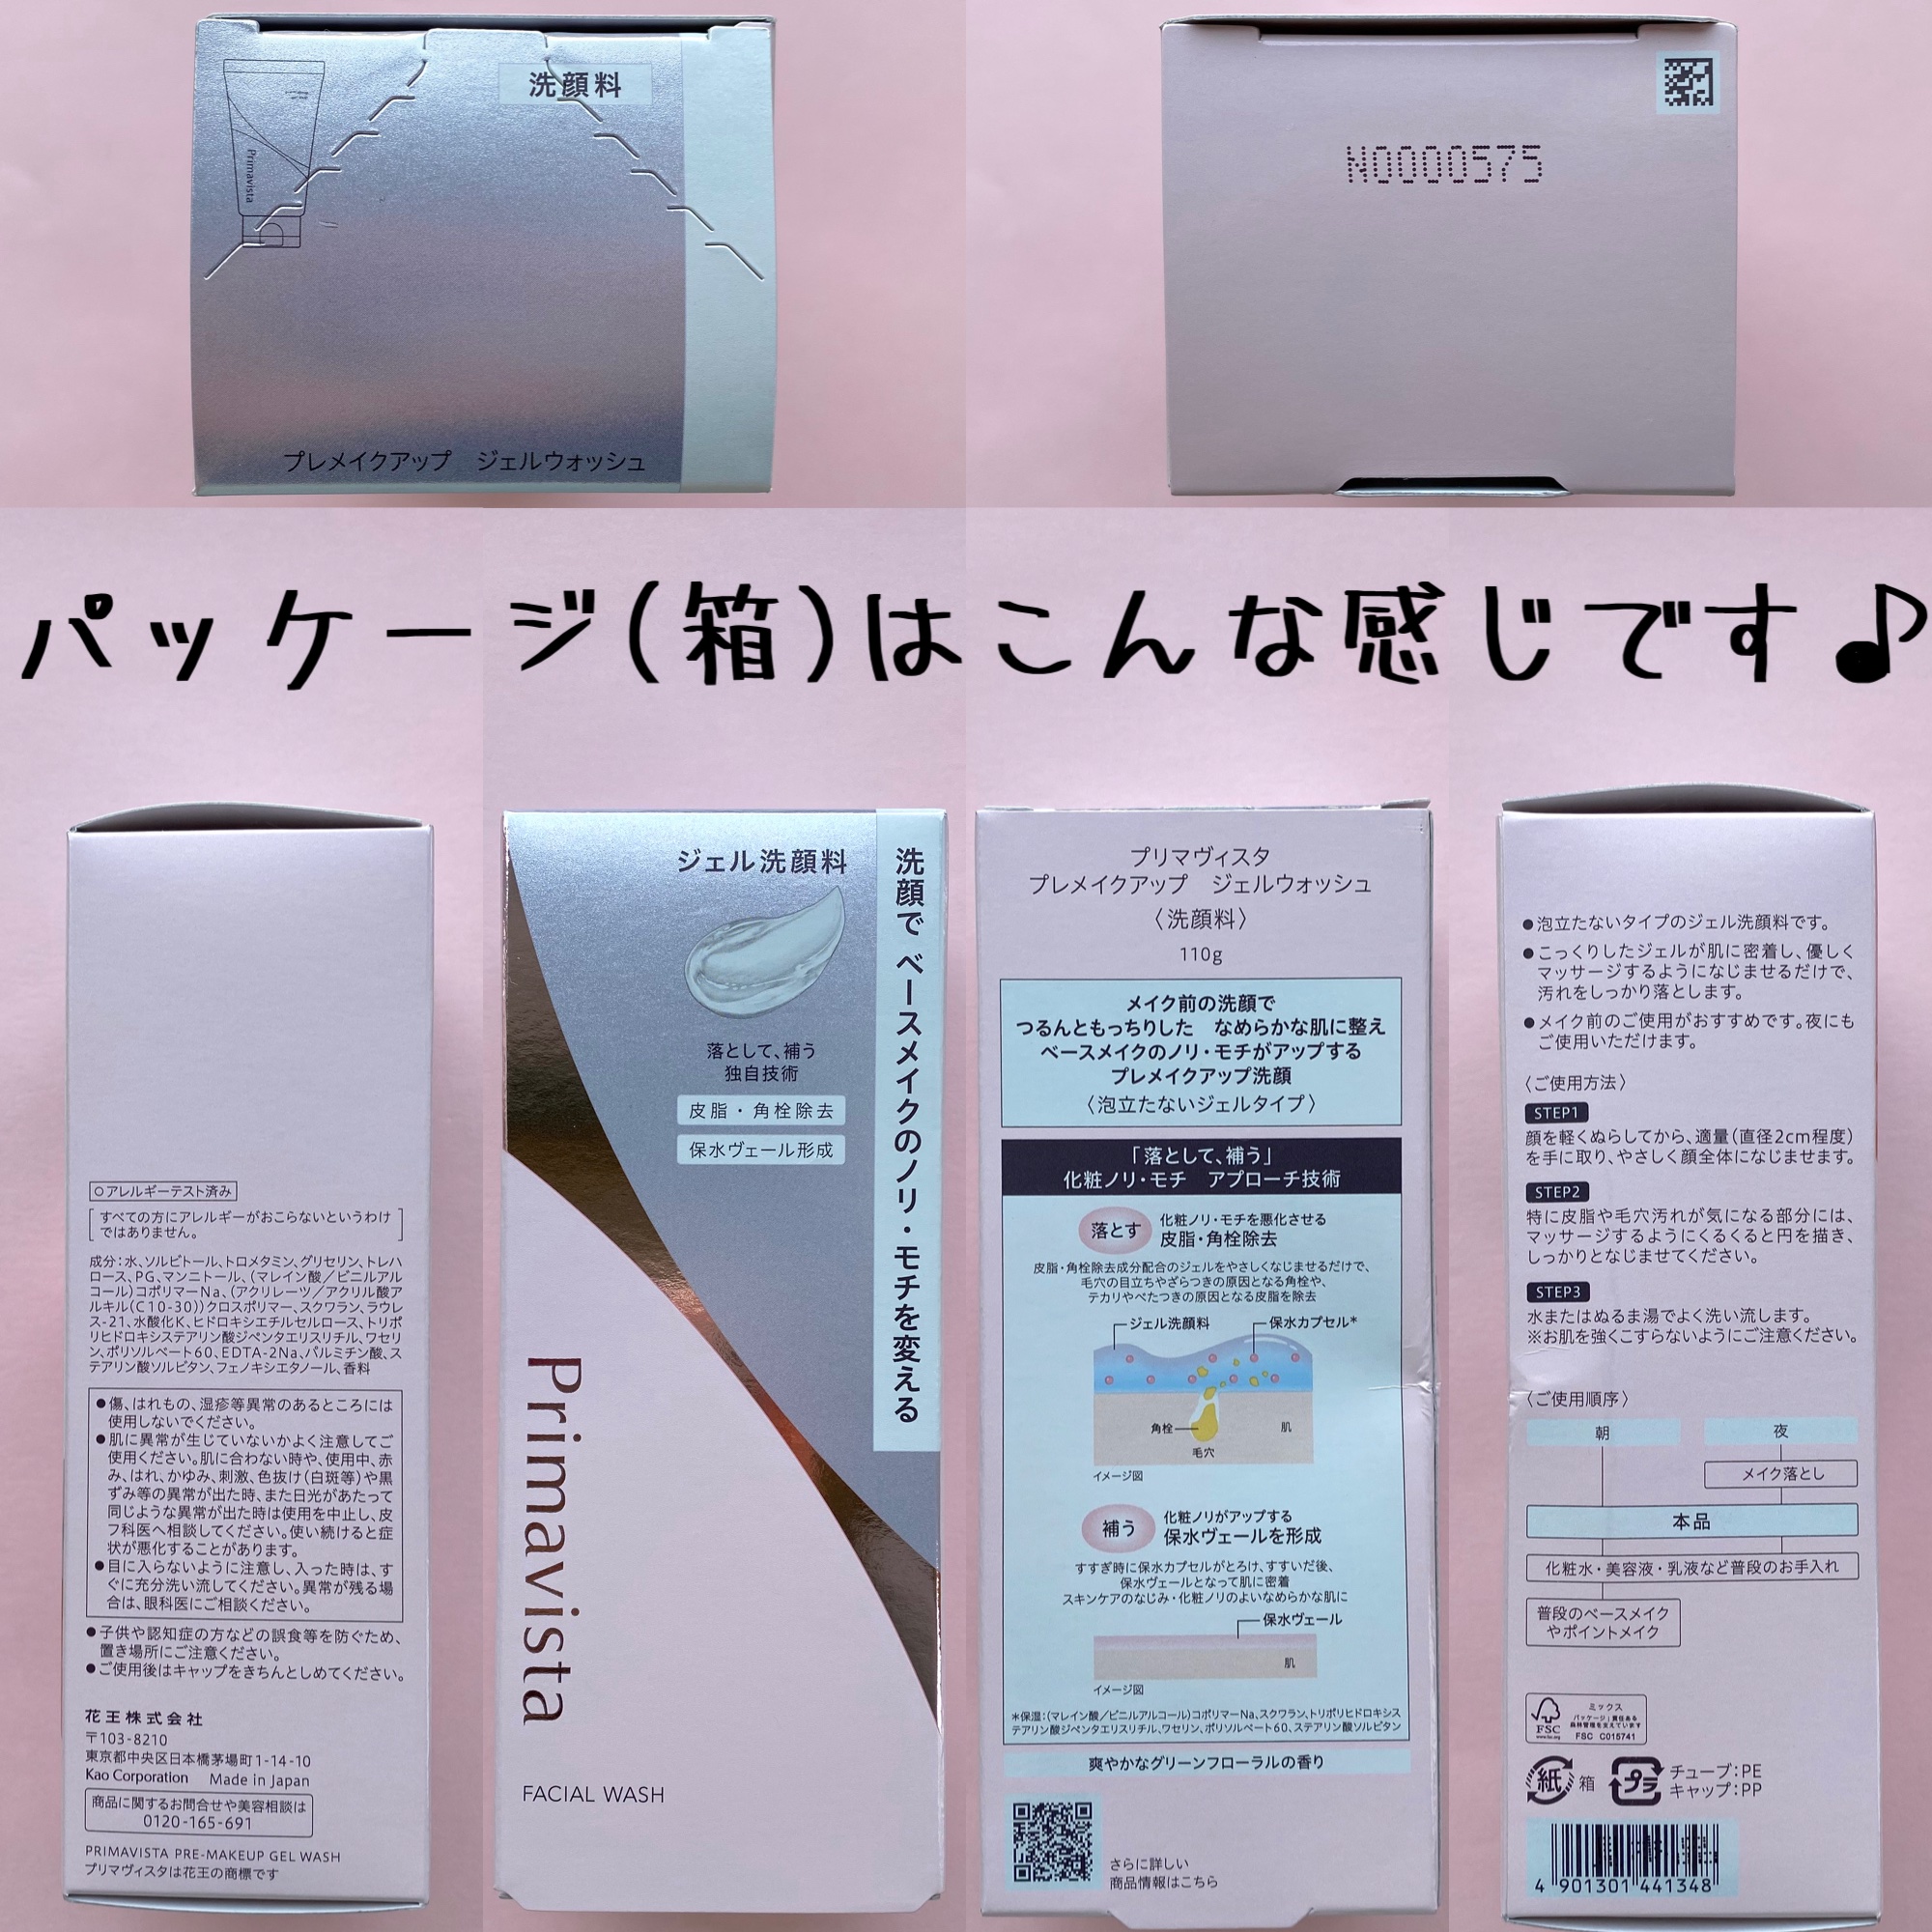 洗顔料
Primavista
プレメイクアップ ジェルウォッシュ
N0000575
パッケージ(箱)はこんな感じです♪
○アレルギーテスト済み
すべての方にアレルギーがおこらないというわけ
ではありません。
成分:水、ソルビトール、トロメタミン、グリセリン、トレハ
ロース、PG、マンニトール、(マレイン酸/ビニルアル
コール)コポリマーNa、(アクリレーツ/アクリル酸ア
ルキル(C10-30))クロスポリマー、スクワラン、ラウレ
ス-21、水酸化K、ヒドロキシエチルセルロース、トリポ
リヒドロキシステアリン酸ジペンタエリスリチル、ワセリ
ン、ポリソルベート60、EDTA-2Na、パルミチン酸、ス
テアリン酸ソルビタン、フェノキシエタノール、香料
●傷、はれもの、湿疹等異常のあるところには
使用しないでください。
●肌に異常が生じていないかよく注意してご
使用ください。肌に合わない時や、使用中、赤
み、はれ、かゆみ、刺激、色抜け(白斑等)や黒
ずみ等の異常が出た時、また日光があたって
同じような異常が出た時は使用を中止し、皮
フ科医へ相談してください。使い続けると症
状が悪化することがあります。
●目に入らないように注意し、入った時は、す
ぐに充分洗い流してください。異常が残る場
合は、眼科医にご相談ください。
●子供や認知症の方などの誤食等を防ぐため、
置き場所にご注意ください。
●ご使用後はキャップをきちんとしめてください。
花王株式会社
〒103-8210
東京都中央区日本橋茅場町1-14-10
Kao Corporation Made in Japan
商品に関するお問合せや美容相談は
0120-165-691
PRIMAVISTA PRE-MAKEUP GEL WASH
プリマヴィスタは花王の商標です
ジェル洗顔料
洗顔で ベースメイクのノリ・モチを変える
落として、補う
独自技術
皮脂・角栓除去
保水ヴェール形成
Primavista
FACIAL WASH
プリマヴィスタ
プレメイクアップ ジェルウォッシュ
〈洗顔料〉
110g
メイク前の洗顔で
つるんともっちりした なめらかな肌に整え
ベースメイクのノリ・モチがアップする
プレメイクアップ洗顔
〈泡立たないジェルタイプ〉
「落として、補う」
化粧ノリ・モチ アプローチ技術
落とす
化粧ノリ・モチを悪化させる
皮脂・角栓除去
皮脂・角栓除去成分配合のジェルをやさしくなじませるだけで、
毛穴の目立ちやざらつきの原因となる角栓や、
テカリやべたつきの原因となる皮脂を除去
ジェル洗顔料
保水カプセル*
角栓
肌
毛穴
イメージ図
補う
化粧ノリがアップする
保水ヴェールを形成
すすぎ時に保水カプセルがとろけ、すすいだ後、
保水ヴェールとなって肌に密着
スキンケアのなじみ・化粧ノリのよいなめらかな肌に
保水ヴェール
肌
イメージ図
*保湿:(マレイン酸/ビニルアルコール)コポリマーNa、スクワラン、トリポリヒドロキシス
テアリン酸ジペンタエリスリチル、ワセリン、ポリソルベート60、ステアリン酸ソルビタン
爽やかなグリーンフローラルの香り
さらに詳しい
商品情報はこちら
●泡立たないタイプのジェル洗顔料です。
●こっくりしたジェルが肌に密着し、優しく
マッサージするようになじませるだけで、
汚れをしっかり落とします。
●メイク前のご使用がおすすめです。夜にも
ご使用いただけます。
〈ご使用方法〉
STEP1
顔を軽くぬらしてから、適量(直径2cm程度)
を手に取り、やさしく顔全体になじませます。
STEP2
特に皮脂や毛穴汚れが気になる部分には、
マッサージするようにくるくると円を描き、
しっかりとなじませてください。
STEP3
水またはぬるま湯でよく洗い流します。
※お肌を強くこすらないようにご注意ください。
〈ご使用順序〉
朝
夜
メイク落とし
本品
化粧水・美容液・乳液など普段のお手入れ
普段のベースメイク
やポイントメイク
FSC
ミックス
パッケージ|責任ある
森林管理を支えています
FSC C015741
紙 箱
プラ
チューブ:PE
キャップ:PP
4 901301 441348